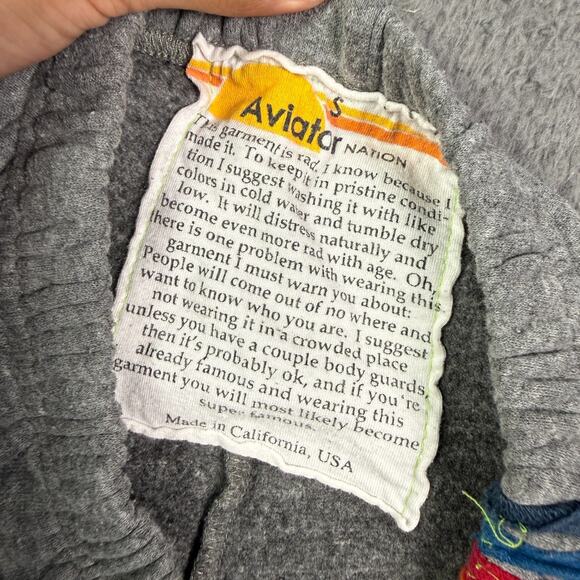 S
Aviator
NATION
This garment is rad. I know because I
made it. To keep it in pristine condi-
tion I suggest washing it with like
colors in cold water and tumble dry
low. It will distress naturally and
become even more rad with age. Oh,
there is one problem with wearing this
garment I must warn you about:
People will come out of no where and
want to know who you are. I suggest
not wearing it in a crowded place
unless you have a couple body guards,
then it's probably ok, and if you're
already famous and wearing this
garment you will most likely become
super famous.
Made in California, USA